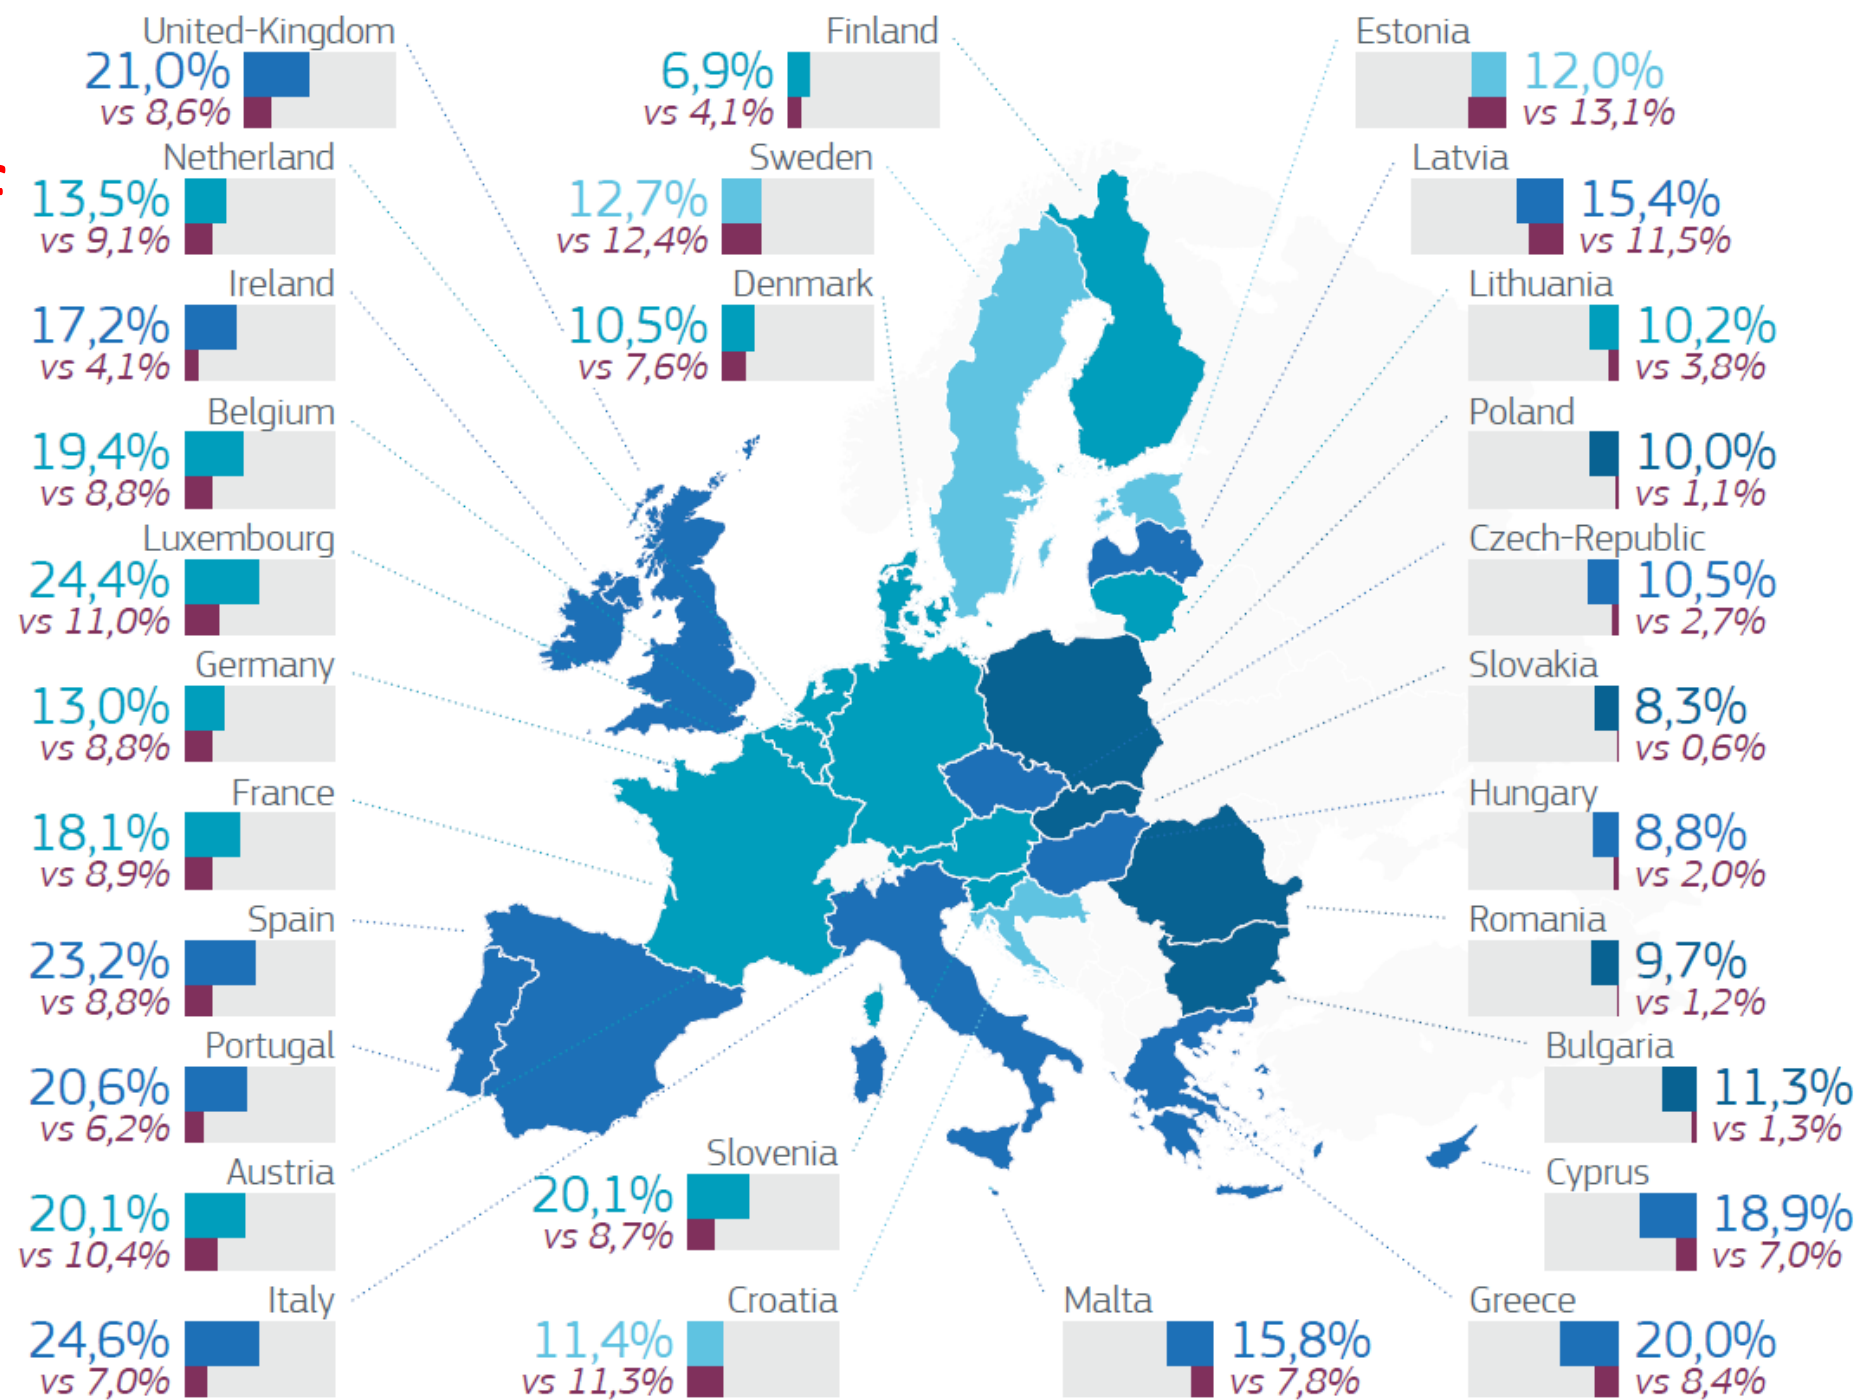 United-Kingdom
21,0%
vs 8,6%
Netherland
13,5%
vs 9,1%
Ireland
17,2%
vs 4,1%
Belgium
19,4%
vs 8,8%
Luxembourg
24,4%
vs 11,0%
Germany
13,0%
vs 8,8%
France
18,1%
vs 8,9%
Spain
23,2%
vs 8,8%
Portugal
20,6%
vs 6,2%
Austria
20,1%
vs 10,4%
Italy
24,6%
vs 7,0%
Finland
6,9%
vs 4,1%
Sweden
12,7%
vs 12,4%
Denmark
10,5%
vs 7,6%
Slovenia
20,1%
vs 8,7%
Croatia
11,4%
vs 11,3%
Malta
15,8%
vs 7,8%
Estonia
12,0%
vs 13,1%
Latvia
15,4%
vs 11,5%
Lithuania
10,2%
vs 3,8%
Poland
10,0%
vs 1,1%
Czech-Republic
10,5%
vs 2,7%
Slovakia
8,3%
vs 0,6%
Hungary
8,8%
vs 2,0%
Romania
9,7%
vs 1,2%
Bulgaria
11,3%
vs 1,3%
Cyprus
18,9%
vs 7,0%
Greece
20,0%
vs 8,4%